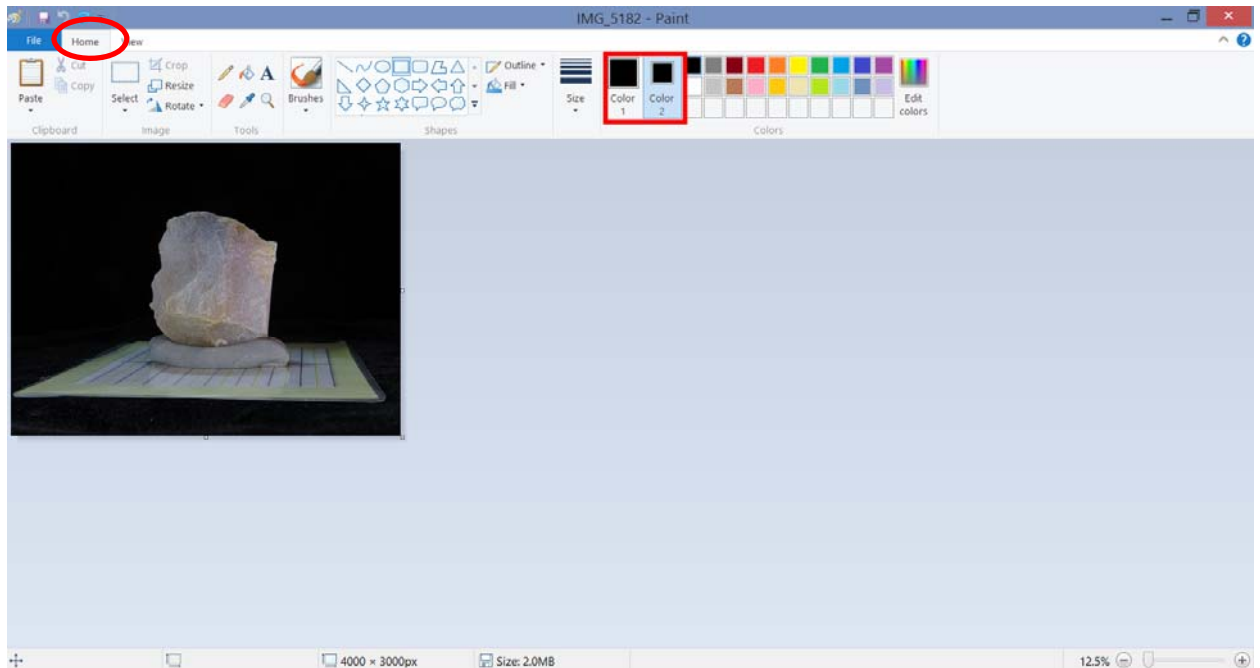 IMG_5182 - Paint
File Home View
Cut
Copy
Paste
Clipboard
Crop
Resize
Rotate
Select
Image
A
Tools
Brushes
Outline
Fill
Shapes
Size
Color 1
Color 2
Edit colors
Colors
4000 × 3000px
Size: 2.0MB
12.5%